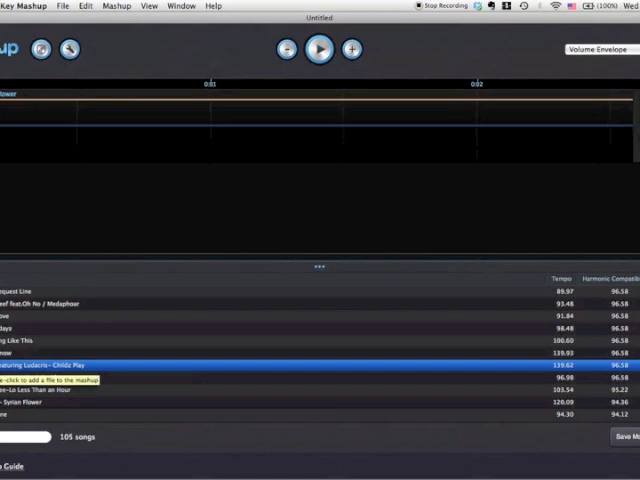 Key Mashup File Edit Mashup View Window Help Stop Recording (100%) Wed
Untitled
up Volume Envelope
0:01 0:02
lower
Tempo Harmonic Compatib
equest Line 89.97 96.58
eef feat.Oh No / Medaphoar 93.48 96.58
ove 91.84 96.58
days 98.48 96.58
ng Like This 100.60 96.58
now 139.93 96.58
eaturing Ludacris- Childz Play 139.62 96.58
e-click to add a file to the mashup 96.98 96.58
ee-Lo Less Than an Hour 103.54 95.22
- Syrian Flower 120.09 94.36
ne 94.30 94.12
105 songs Save Ma
o Guide